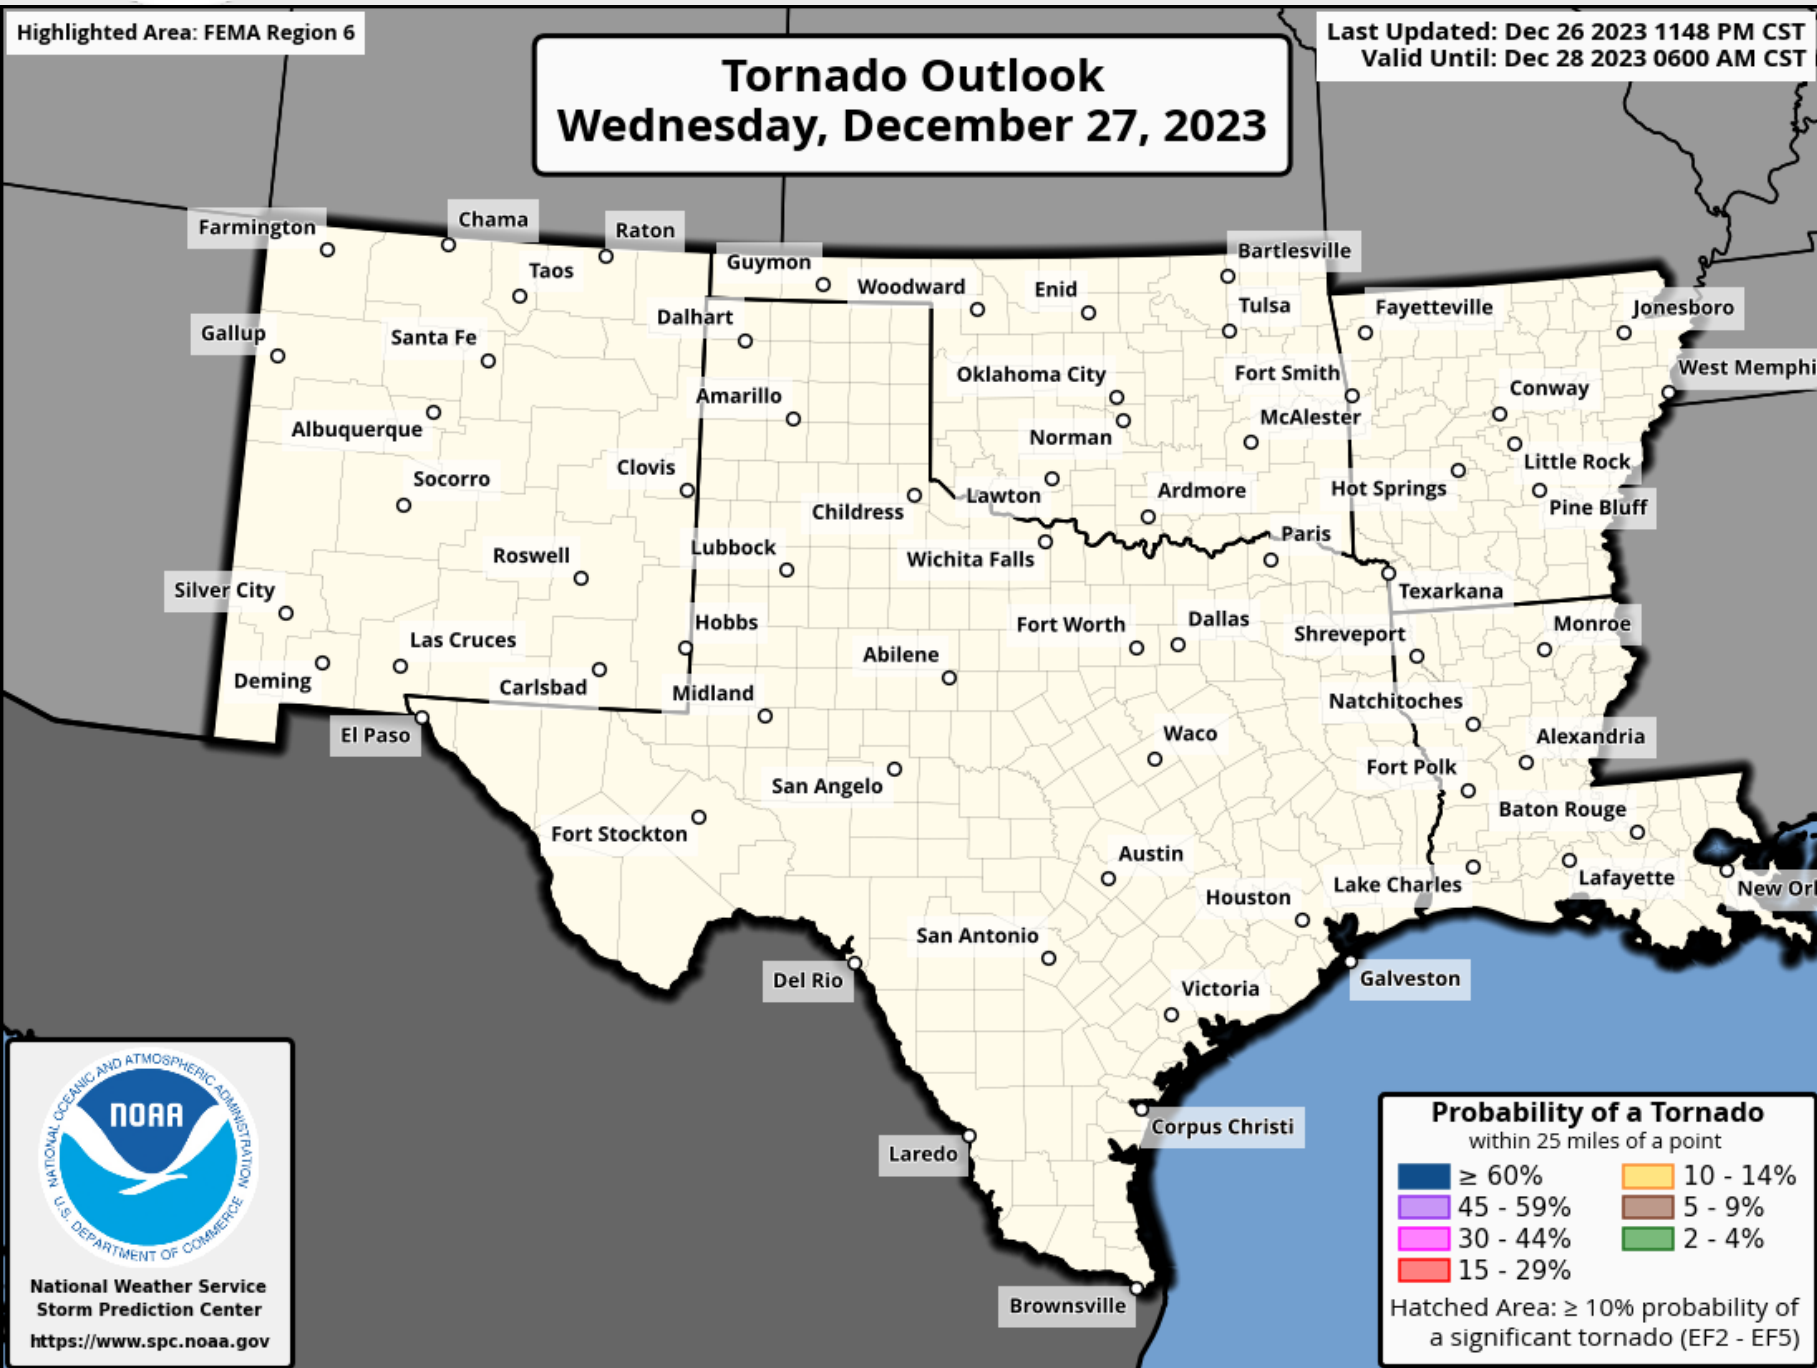 Highlighted Area: FEMA Region 6
Last Updated: Dec 26 2023 1148 PM CST
Valid Until: Dec 28 2023 0600 AM CST
Tornado Outlook
Wednesday, December 27, 2023
Farmington
Chama
Raton
Taos
Guymon
Woodward
Enid
Bartlesville
Tulsa
Fayetteville
Jonesboro
Gallup
Santa Fe
Dalhart
Oklahoma City
Fort Smith
West Memphi
Conway
Amarillo
Albuquerque
Norman
McAlester
Little Rock
Socorro
Clovis
Childress
Lawton
Ardmore
Hot Springs
Pine Bluff
Roswell
Lubbock
Wichita Falls
Paris
Texarkana
Silver City
Hobbs
Las Cruces
Deming
Carlsbad
Midland
Abilene
Fort Worth
Dallas
Shreveport
Monroe
El Paso
Natchitoches
Alexandria
Waco
San Angelo
Fort Polk
Baton Rouge
Fort Stockton
Austin
Houston
Lake Charles
Lafayette
New Orl
San Antonio
Del Rio
Galveston
Victoria
Corpus Christi
Laredo
Brownsville
NATIONAL OCEANIC AND ATMOSPHERIC ADMINISTRATION
NOAA
U.S. DEPARTMENT OF COMMERCE
National Weather Service
Storm Prediction Center
https://www.spc.noaa.gov
Probability of a Tornado
within 25 miles of a point
≥ 60%
10 - 14%
45 - 59%
5 - 9%
30 - 44%
2 - 4%
15 - 29%
Hatched Area: ≥ 10% probability of
a significant tornado (EF2 - EF5)